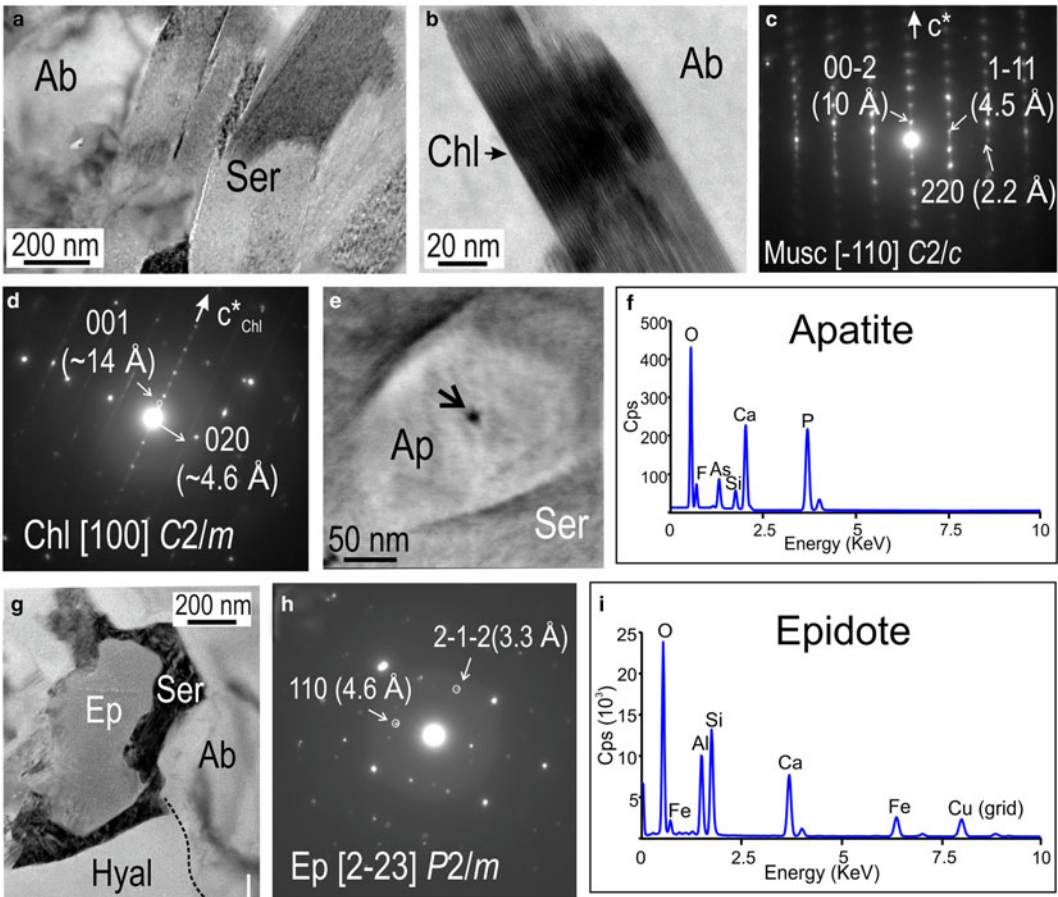 a
Ab
Ser
200 nm
b
Ab
Chl
20 nm
c
c*
00-2
(10 Å)
1-11
(4.5 Å)
220 (2.2 Å)
Musc [-110] C2/c
d
c*Chl
001
(~14 Å)
020
(~4.6 Å)
Chl [100] C2/m
e
Ap
Ser
50 nm
f
Apatite
500
400
300
200
100
Cps
O
F
As
Si
Ca
P
0
2.5
5
7.5
10
Energy (KeV)
g
200 nm
Ep
Ser
Ab
Hyal
h
2-1-2(3.3 Å)
110 (4.6 Å)
Ep [2-23] P2/m
i
Epidote
25
20
15
10
5
0
Cps (10³)
O
Fe
Al
Si
Ca
Fe
Cu (grid)
2.5
5
7.5
10
Energy (KeV)